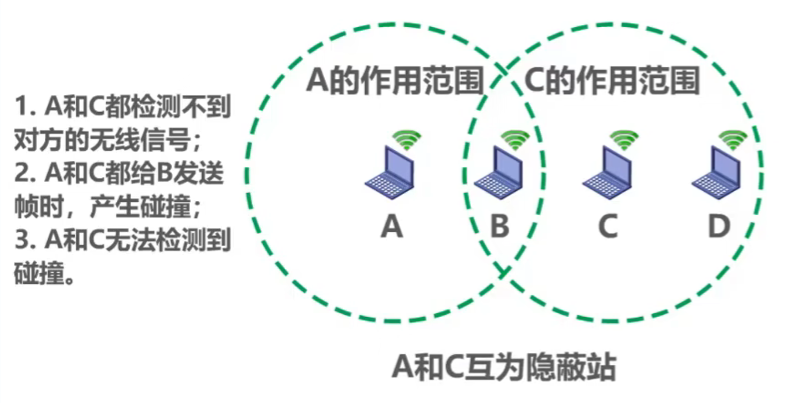 A的作用范围
C的作用范围
1. A和C都检测不到
对方的无线信号；
2. A和C都给B发送
帧时，产生碰撞；
3. A和C无法检测到
碰撞。
A
B
C
D
A和C互为隐蔽站